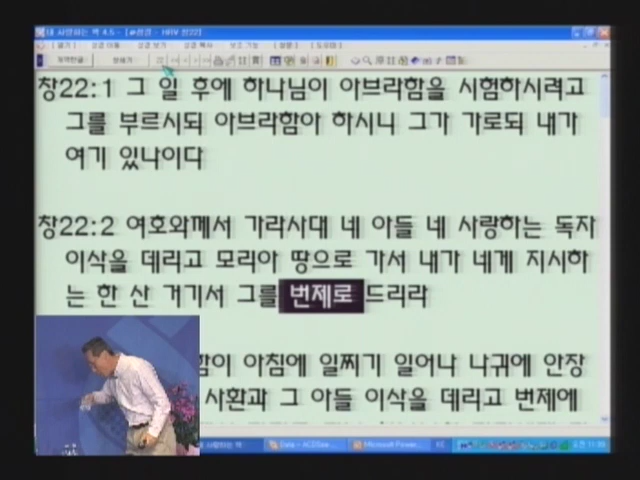 창22:1 그 일 후에 하나님이 아브라함을 시험하시려고
그를 부르시되 아브라함아 하시니 그가 가로되 내가
여기 있나이다
창22:2 여호와께서 가라사대 네 아들 네 사랑하는 독자
이삭을 데리고 모리아 땅으로 가서 내가 네게 지시하
는 한 산 거기서 그를 번제로 드리라
함이 아침에 일찌기 일어나 나귀에 안장
사환과 그 아들 이삭을 데리고 번제에
Microsoft Power...